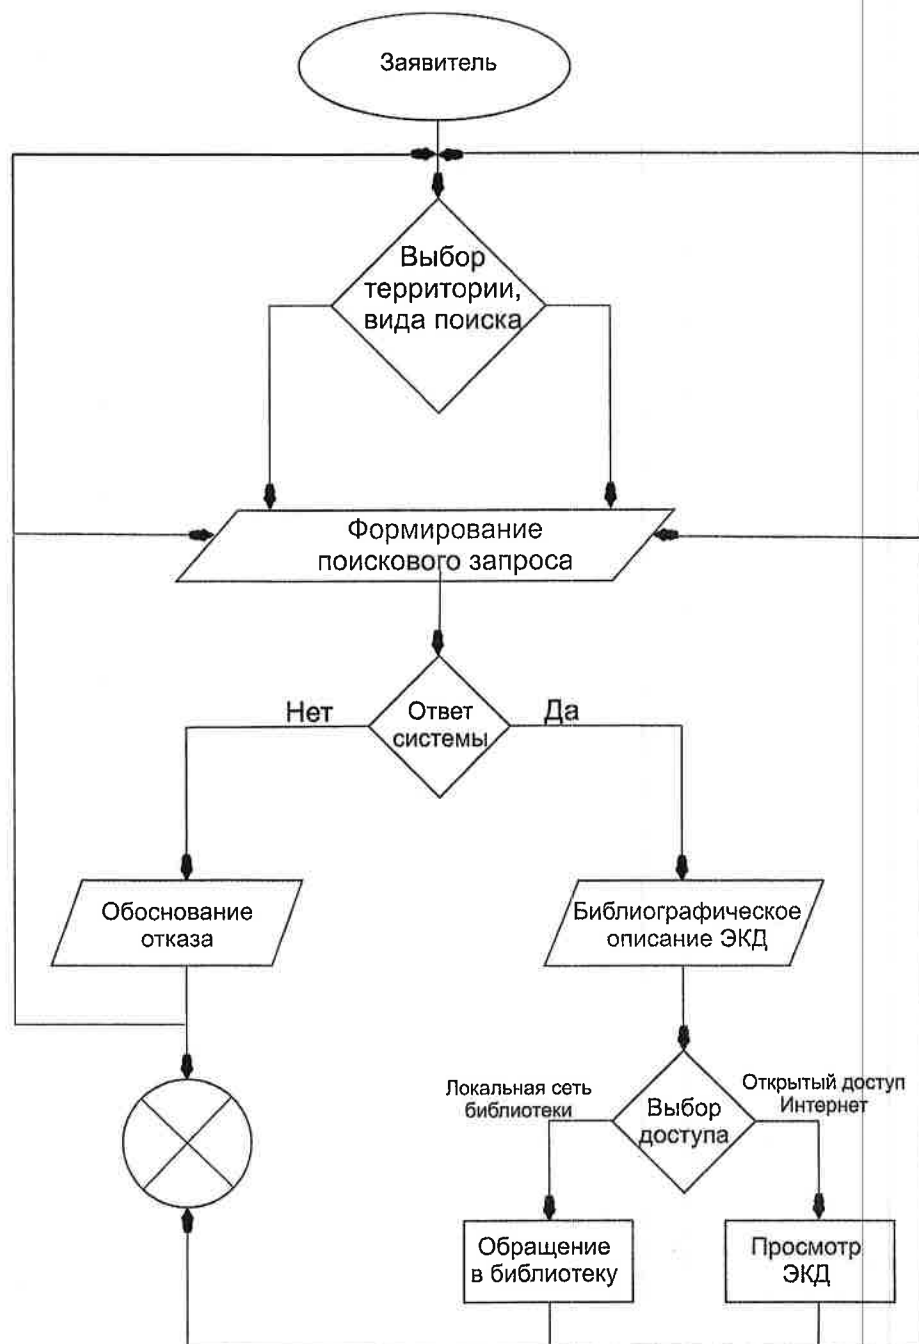 Заявитель
Выбор
территории,
вида поиска
Формирование
поискового запроса
Нет
Ответ
системы
Да
Обоснование
отказа
Библиографическое
описание ЭКД
Локальная сеть
библиотеки
Выбор
доступа
Открытый доступ
Интернет
Обращение
в библиотеку
Просмотр
ЭКД